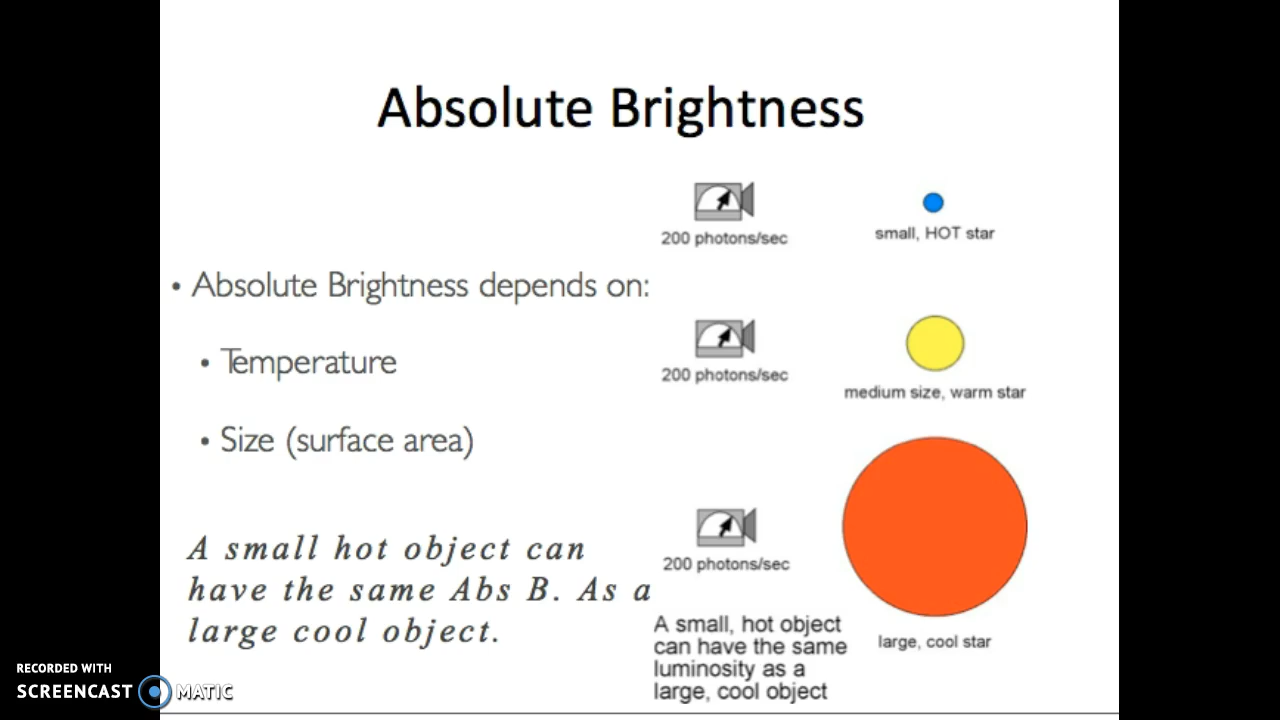 Absolute Brightness
200 photons/sec
small, HOT star
• Absolute Brightness depends on:
• Temperature
200 photons/sec
medium size, warm star
• Size (surface area)
A small hot object can
have the same Abs B. As a
large cool object.
200 photons/sec
A small, hot object
can have the same
luminosity as a
large, cool object
large, cool star
RECORDED WITH
SCREENCAST MATIC